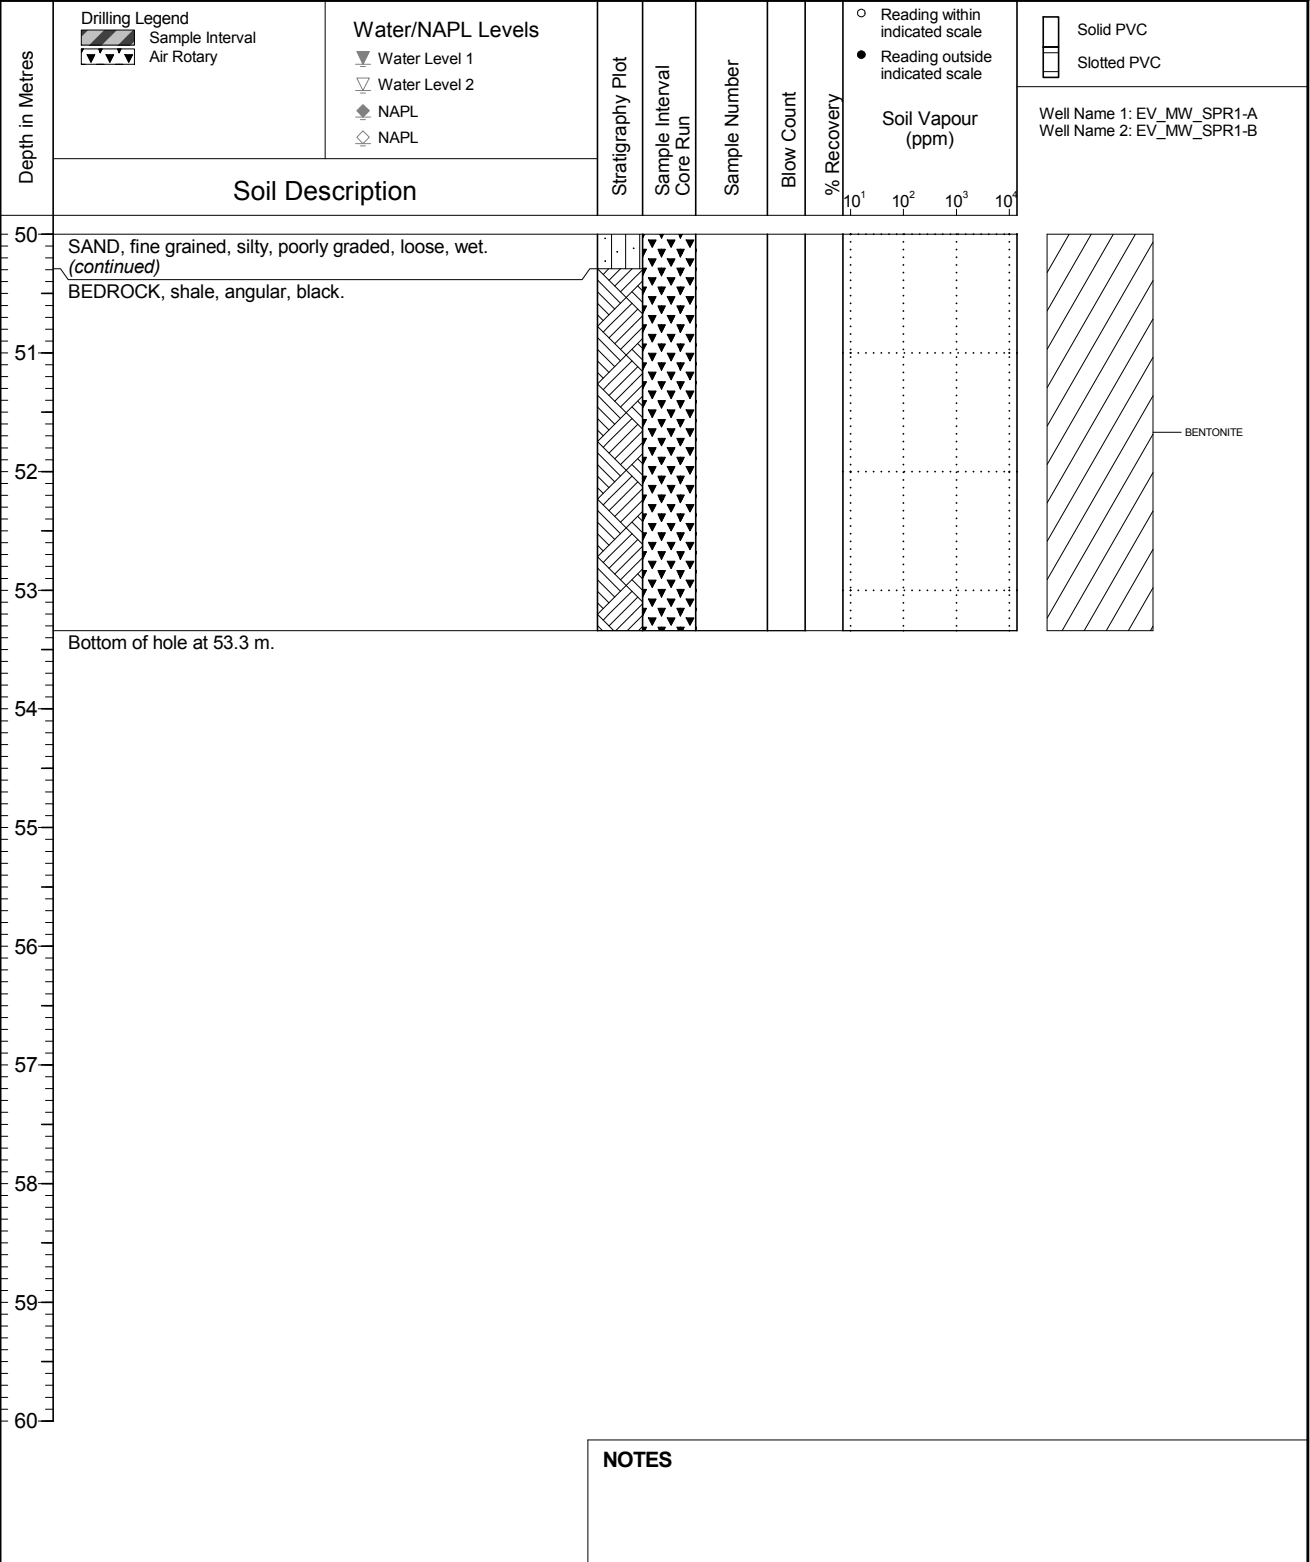 Depth in Metres
Drilling Legend
Sample Interval
Air Rotary
Water/NAPL Levels
Water Level 1
Water Level 2
NAPL
NAPL
Soil Description
Stratigraphy Plot
Sample Interval
Core Run
Sample Number
Blow Count
% Recovery
Reading within
indicated scale
Reading outside
indicated scale
Soil Vapour
(ppm)
10¹ 10² 10³ 10⁴
Solid PVC
Slotted PVC
Well Name 1: EV_MW_SPR1-A
Well Name 2: EV_MW_SPR1-B
50
SAND, fine grained, silty, poorly graded, loose, wet.
(continued)
BEDROCK, shale, angular, black.
51
BENTONITE
52
53
Bottom of hole at 53.3 m.
54
55
56
57
58
59
60
NOTES